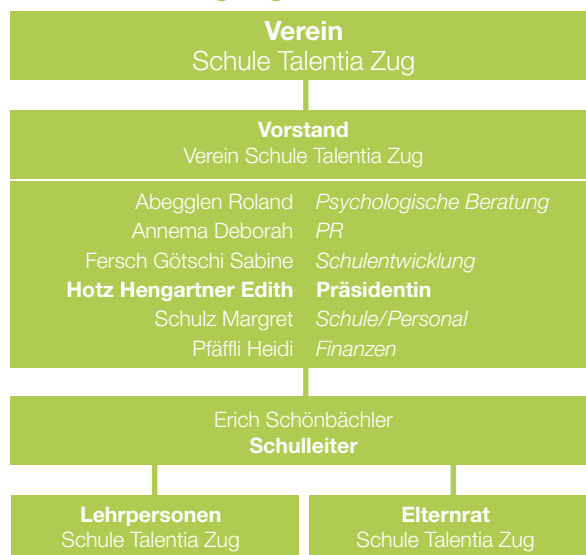 Verein
Schule Talentia Zug
Vorstand
Verein Schule Talentia Zug
Abegglen Roland Psychologische Beratung
Annema Deborah PR
Fersch Götschi Sabine Schulentwicklung
Hotz Hengartner Edith Präsidentin
Schulz Margret Schule/Personal
Pfäffli Heidi Finanzen
Erich Schönbächler
Schulleiter
Lehrpersonen
Schule Talentia Zug
Elternrat
Schule Talentia Zug